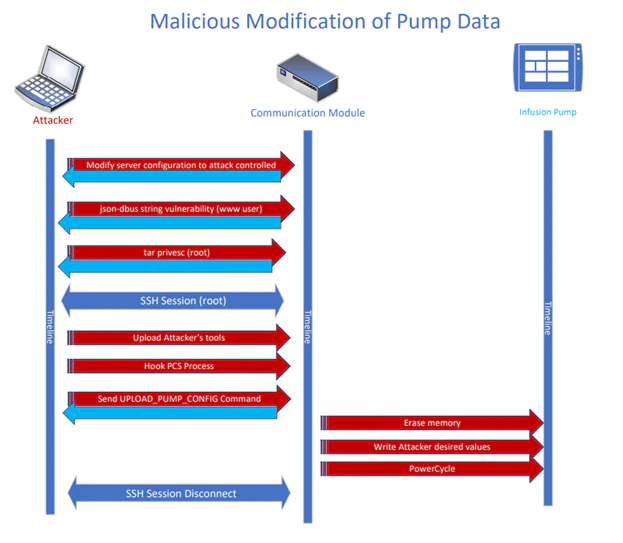 Malicious Modification of Pump Data
Attacker
Communication Module
Infusion Pump
Modify server configuration to attack controlled
json-dbus string vulnerability (www user)
tar privesc (root)
SSH Session (root)
Timeline
Timeline
Timeline
Upload Attacker's tools
Hook PCS Process
Send UPLOAD_PUMP_CONFIG Command
Erase memory
Write Attacker desired values
PowerCycle
SSH Session Disconnect